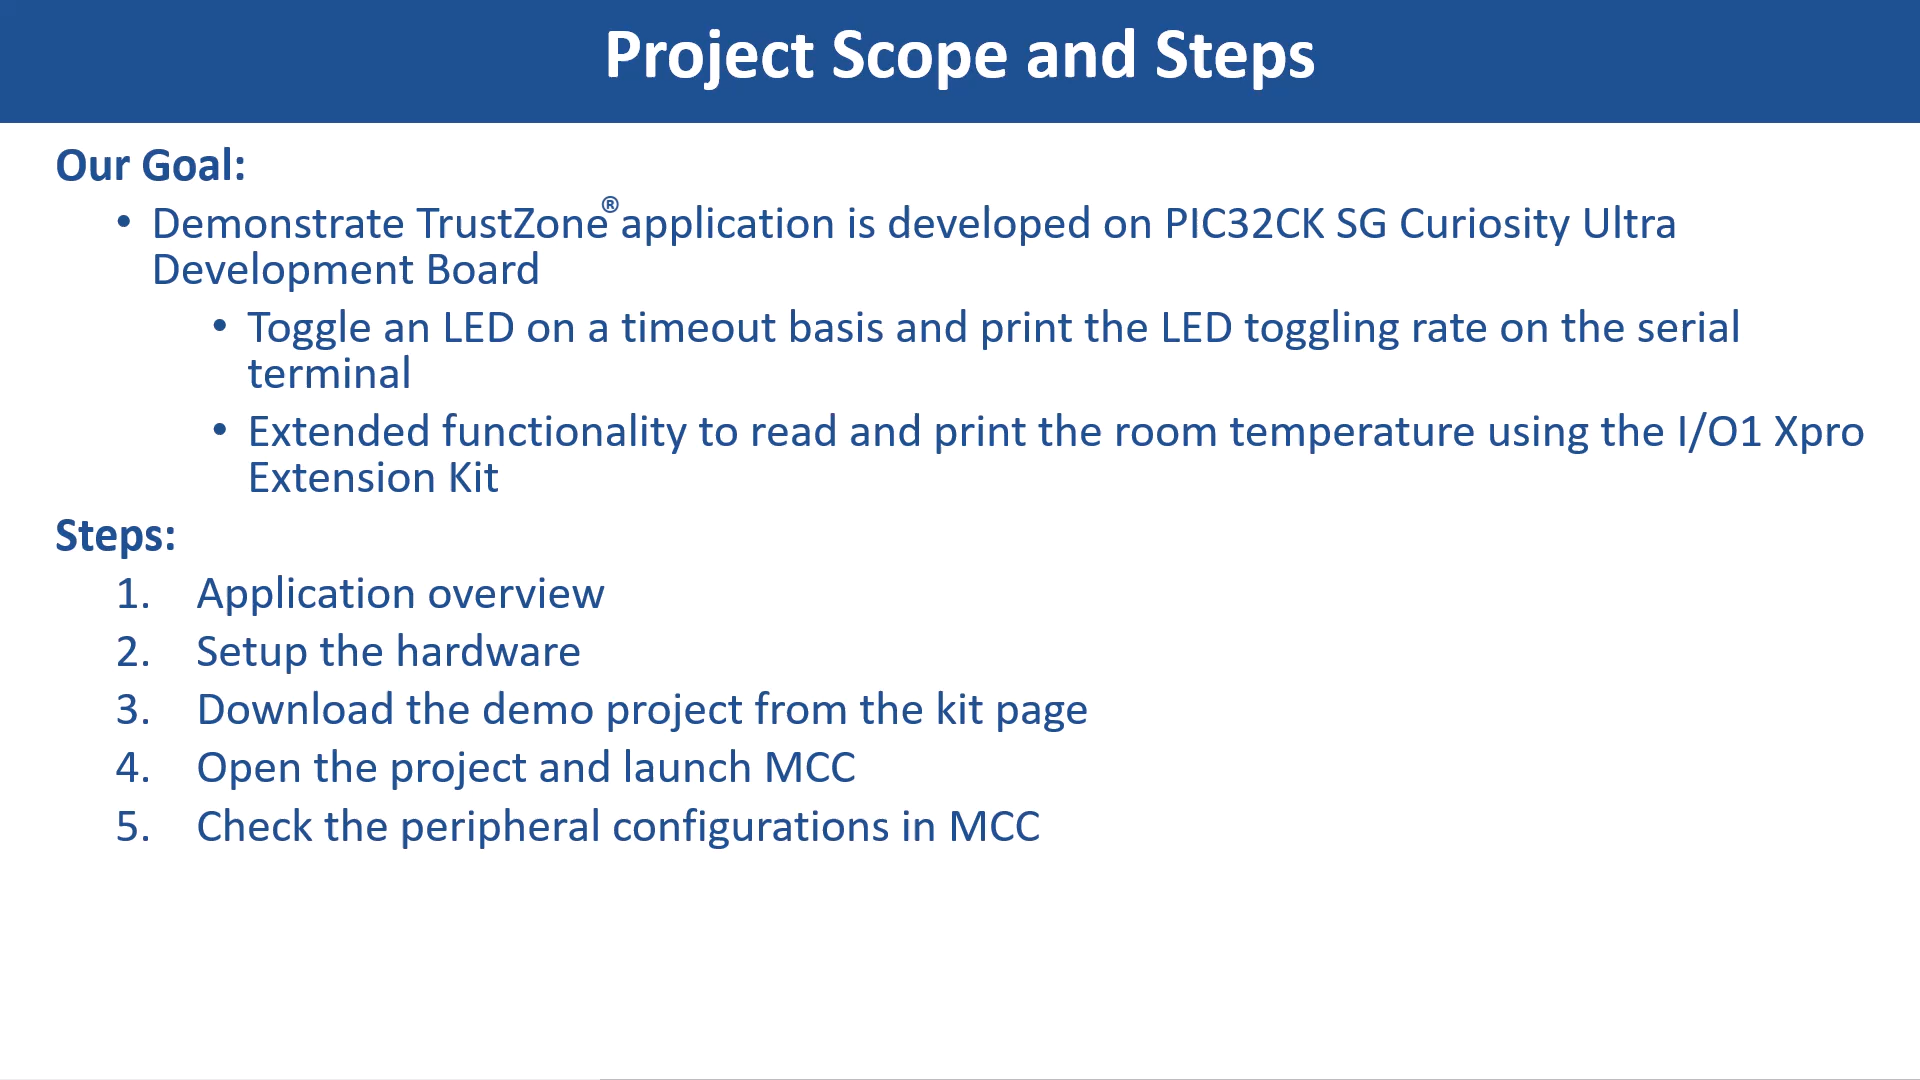 Project Scope and Steps
Our Goal:
• Demonstrate TrustZone® application is developed on PIC32CK SG Curiosity Ultra
Development Board
• Toggle an LED on a timeout basis and print the LED toggling rate on the serial
terminal
• Extended functionality to read and print the room temperature using the I/O1 Xpro
Extension Kit
Steps:
1. Application overview
2. Setup the hardware
3. Download the demo project from the kit page
4. Open the project and launch MCC
5. Check the peripheral configurations in MCC